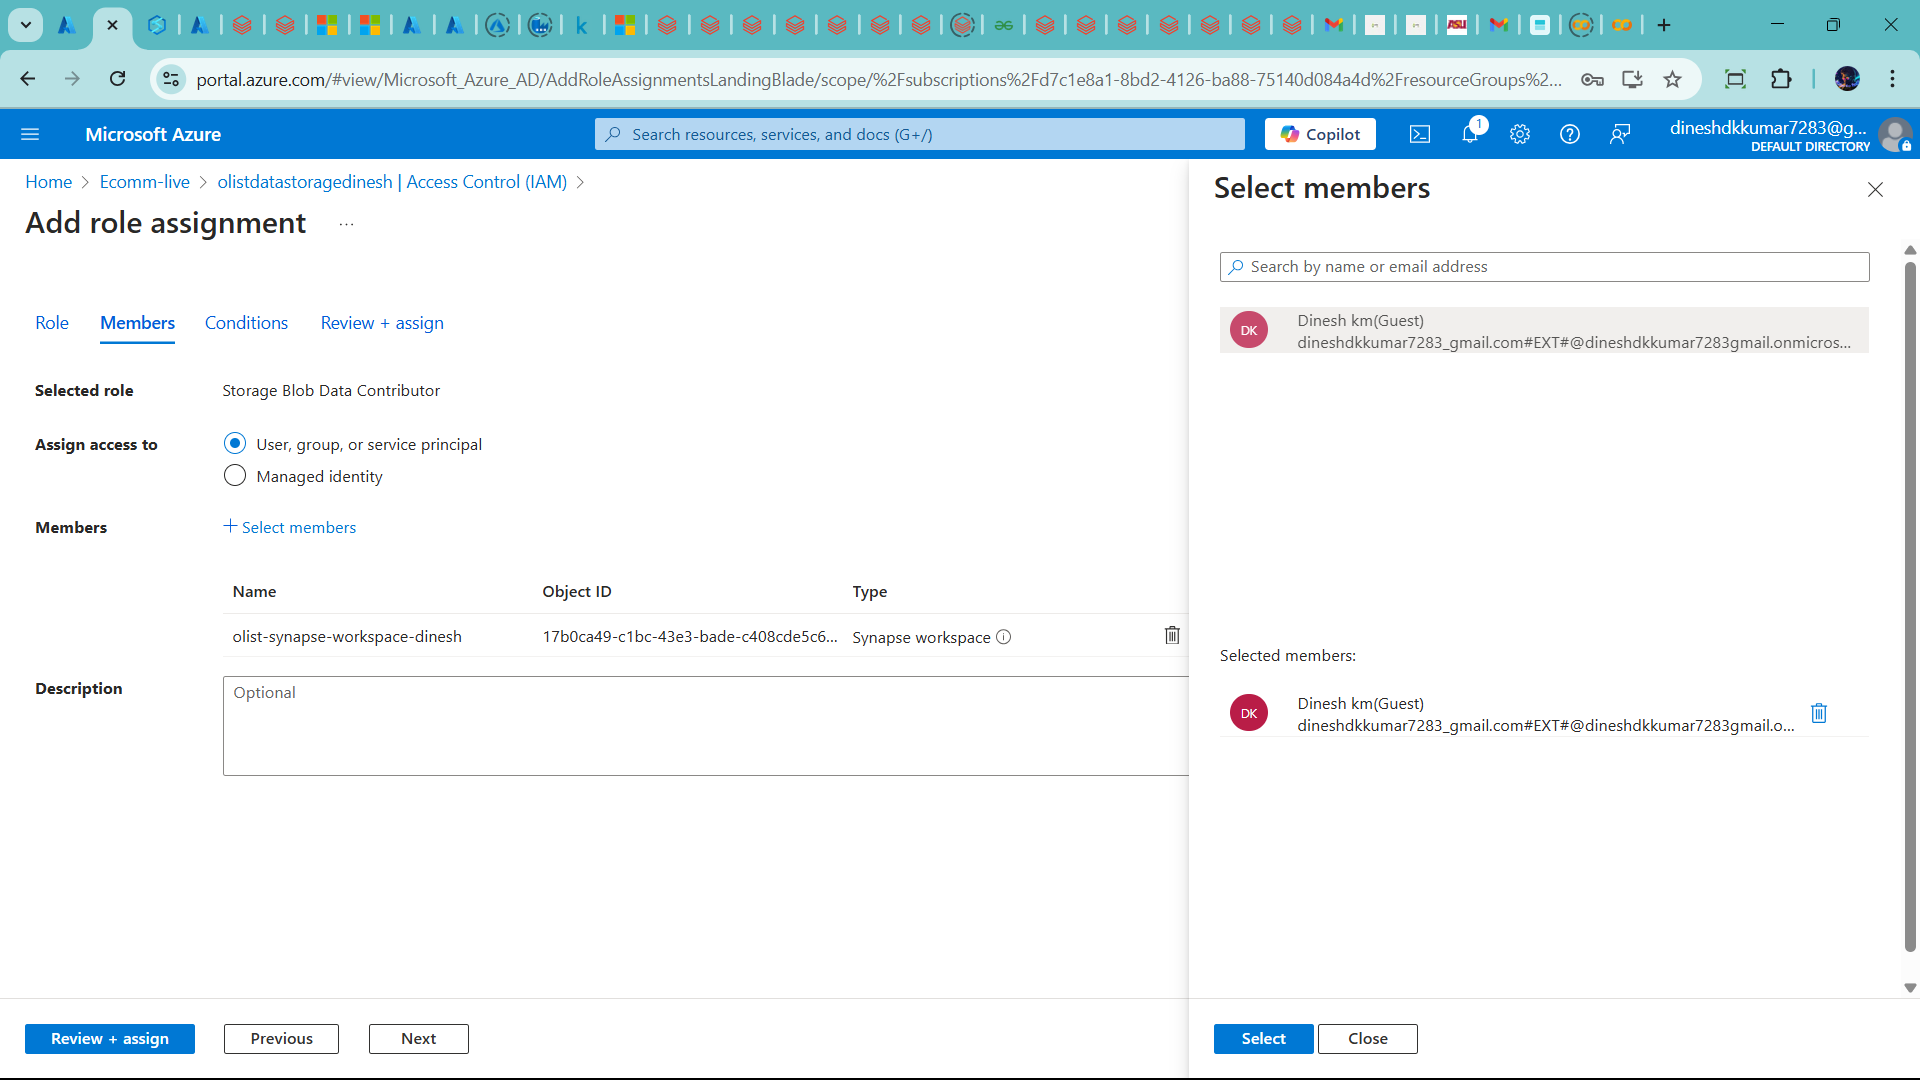 portal.azure.com/#view/Microsoft_Azure_AD/AddRoleAssignmentsLandingBlade/scope/%2Fsubscriptions%2Fd7c1e8a1-8bd2-4126-ba88-75140d084a4d%2FresourceGroups%2...
Microsoft Azure
Search resources, services, and docs (G+/)
Copilot
1
dineshdkkumar7283@g...
DEFAULT DIRECTORY
Home > Ecomm-live > olistdatastoragedinesh | Access Control (IAM) >
Add role assignment ...
Role Members Conditions Review + assign
Selected role Storage Blob Data Contributor
Assign access to User, group, or service principal
Managed identity
Members + Select members
Name Object ID Type
olist-synapse-workspace-dinesh 17b0ca49-c1bc-43e3-bade-c408cde5c6... Synapse workspace
Description Optional
Review + assign Previous Next
Select members
Search by name or email address
DK Dinesh km(Guest)
dineshdkkumar7283_gmail.com#EXT#@dineshdkkumar7283gmail.onmicros...
Selected members:
DK Dinesh km(Guest)
dineshdkkumar7283_gmail.com#EXT#@dineshdkkumar7283gmail.o...
Select Close